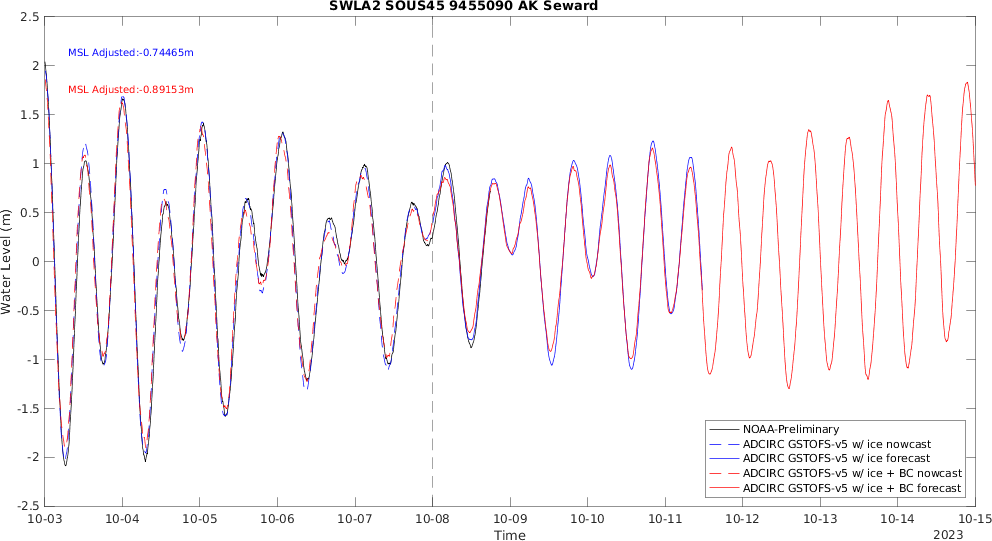 SWLA2 SOUS45 9455090 AK Seward
MSL Adjusted:-0.74465m
MSL Adjusted:-0.89153m
Water Level (m)
2.5
2
1.5
1
0.5
0
-0.5
-1
-1.5
-2
-2.5
NOAA-Preliminary
ADCIRC GSTOFS-v5 w/ ice nowcast
ADCIRC GSTOFS-v5 w/ ice forecast
ADCIRC GSTOFS-v5 w/ ice + BC nowcast
ADCIRC GSTOFS-v5 w/ ice + BC forecast
10-03 10-04 10-05 10-06 10-07 10-08 10-09 10-10 10-11 10-12 10-13 10-14 10-15
Time
2023